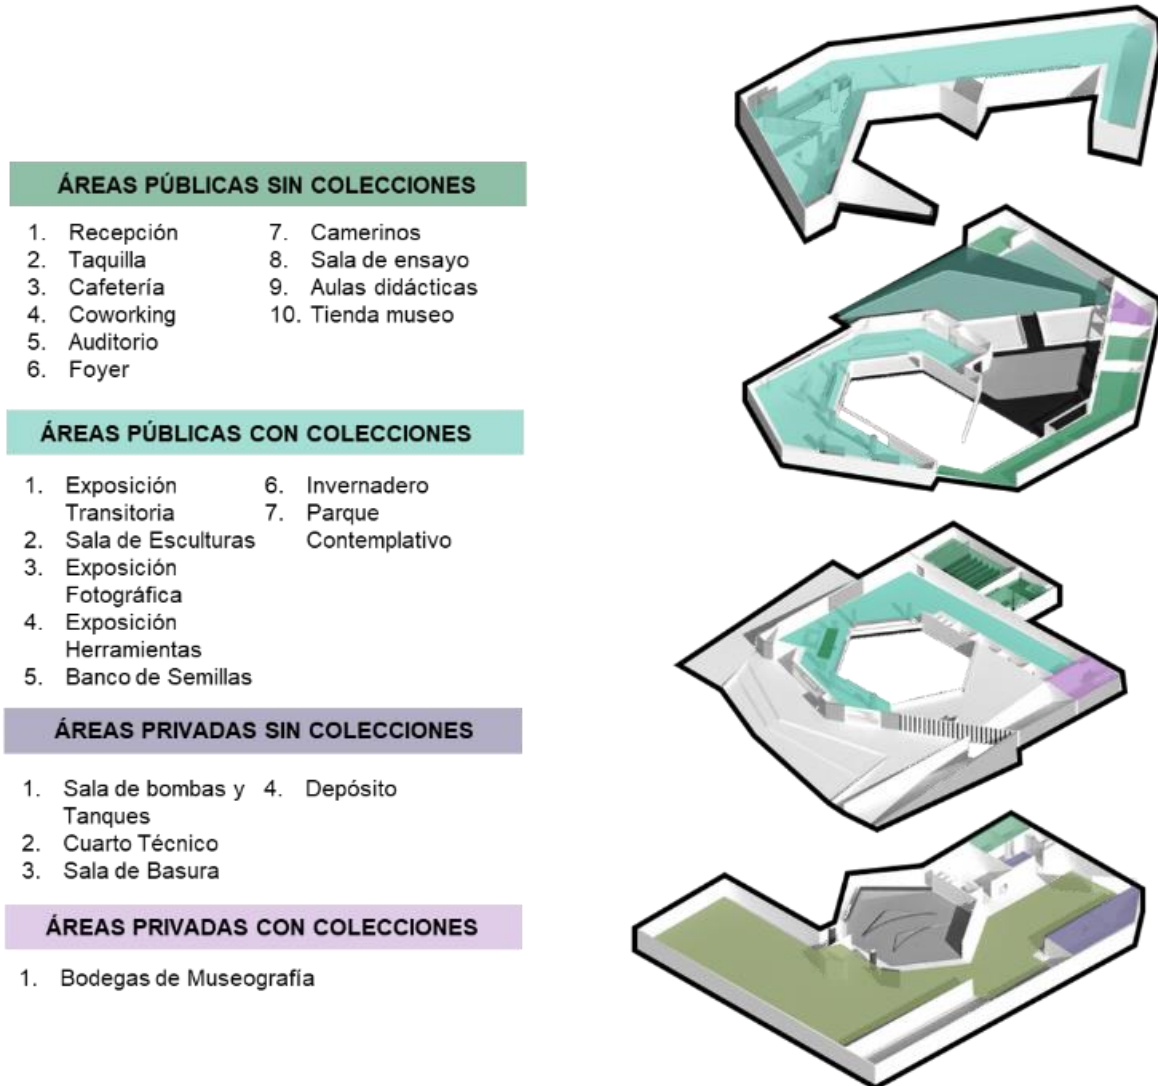 ÁREAS PÚBLICAS SIN COLECCIONES
1. Recepción
2. Taquilla
3. Cafetería
4. Coworking
5. Auditorio
6. Foyer
7. Camerinos
8. Sala de ensayo
9. Aulas didácticas
10. Tienda museo
ÁREAS PÚBLICAS CON COLECCIONES
1. Exposición
Transitoria
2. Sala de Esculturas
3. Exposición
Fotográfica
4. Exposición
Herramientas
5. Banco de Semillas
6. Invernadero
7. Parque
Contemplativo
ÁREAS PRIVADAS SIN COLECCIONES
1. Sala de bombas y
Tanques
2. Cuarto Técnico
3. Sala de Basura
4. Depósito
ÁREAS PRIVADAS CON COLECCIONES
1. Bodegas de Museografía